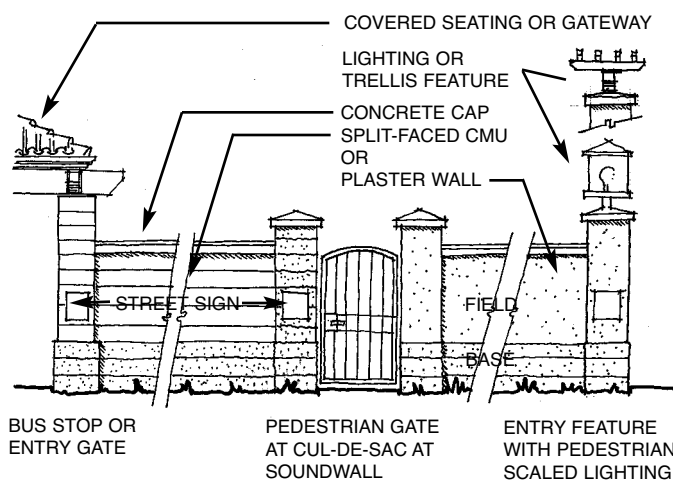 COVERED SEATING OR GATEWAY
LIGHTING OR
TRELLIS FEATURE
CONCRETE CAP
SPLIT-FACED CMU
OR
PLASTER WALL
STREET SIGN
FIELD
BASE
BUS STOP OR
ENTRY GATE
PEDESTRIAN GATE
AT CUL-DE-SAC AT
SOUNDWALL
ENTRY FEATURE
WITH PEDESTRIAN
SCALED LIGHTING